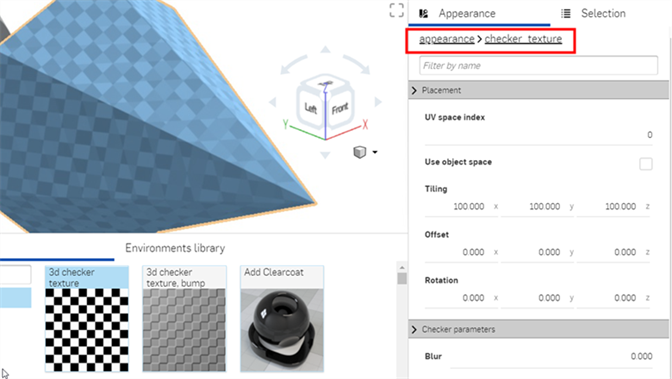 Appearance
Selection
appearance > checker_texture
Filter by name
Placement
UV space index
0
Use object space
Tiling
100.000 x 100.000 y 100.000 z
Offset
0.000 x 0.000 y 0.000 z
Rotation
0.000 x 0.000 y 0.000 z
Checker parameters
Blur 0.000
Left
Front
Z
Y
X
Environments library
3d checker
texture
3d checker
texture, bump
Add Clearcoat